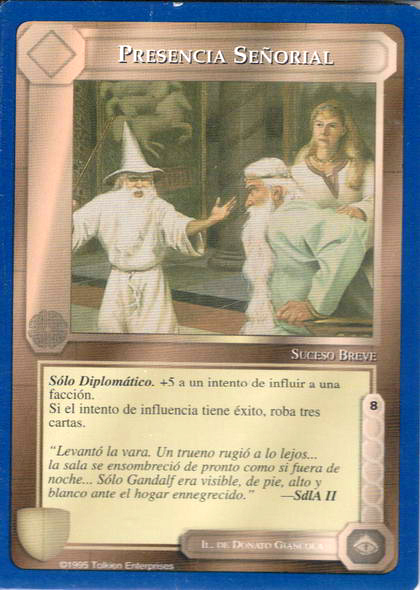 PRESENCIA SEÑORIAL
SUCESO BREVE
Sólo Diplomático. +5 a un intento de influir a una
facción.
Si el intento de influencia tiene éxito, roba tres
cartas.
8
"Levantó la vara. Un trueno rugió a lo lejos...
la sala se ensombreció de pronto como si fuera de
noche... Sólo Gandalf era visible, de pie, alto y
blanco ante el hogar ennegrecido." —SdlA II
IL. DE DONATO GIANCOLA
©1995 Tolkien Enterprises